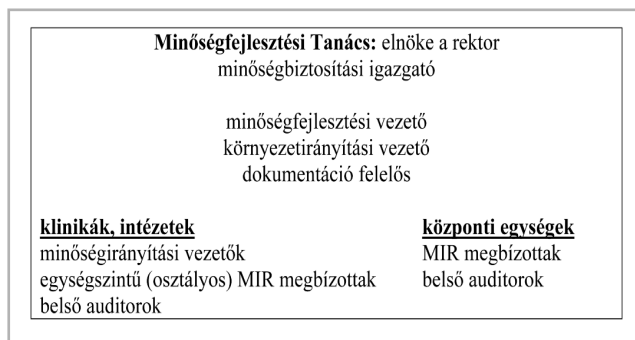 Minőségfejlesztési Tanács: elnöke a rektor
minőségbiztosítási igazgató
minőségfejlesztési vezető
környezetirányítási vezető
dokumentáció felelős
klinikák, intézetek
minőségirányítási vezetők
egységszintű (osztályos) MIR megbízottak
belső auditorok
központi egységek
MIR megbízottak
belső auditorok